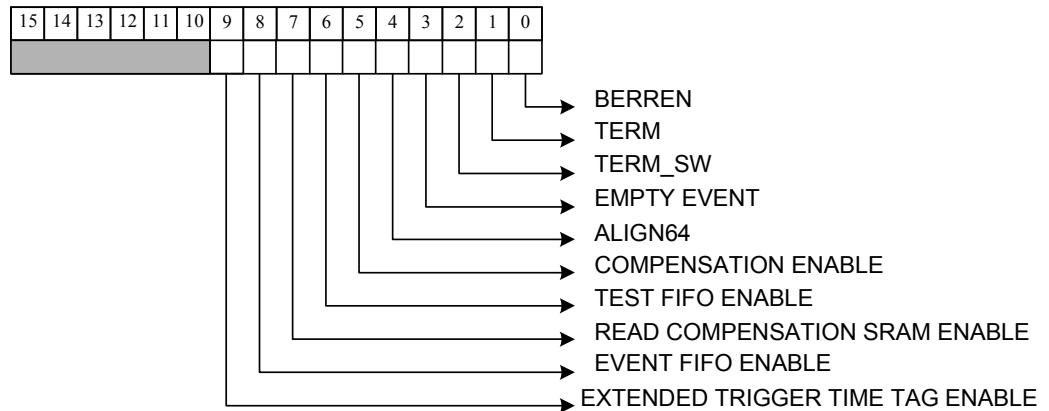 15 14 13 12 11 10 9 8 7 6 5 4 3 2 1 0
BERREN
TERM
TERM_SW
EMPTY EVENT
ALIGN64
COMPENSATION ENABLE
TEST FIFO ENABLE
READ COMPENSATION SRAM ENABLE
EVENT FIFO ENABLE
EXTENDED TRIGGER TIME TAG ENABLE